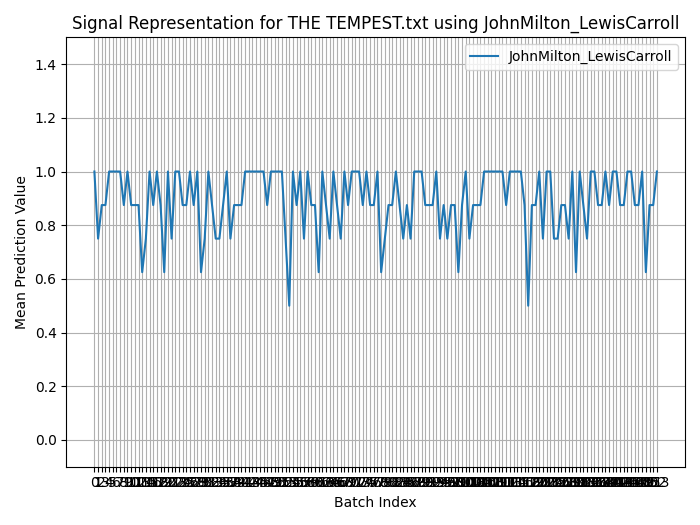 Signal Representation for THE TEMPEST.txt using JohnMilton_LewisCarroll
JohnMilton_LewisCarroll
1.4
1.2
1.0
0.8
0.6
0.4
0.2
0.0
Mean Prediction Value
Batch Index